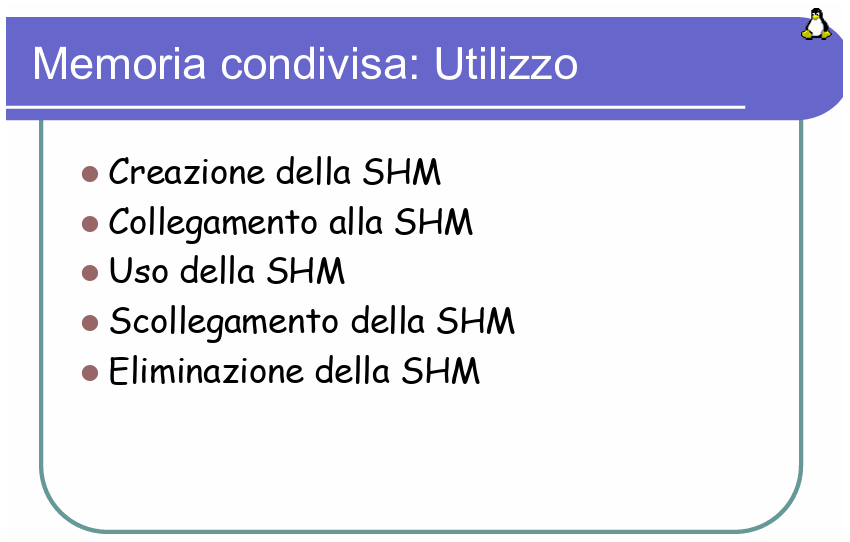 Memoria condivisa: Utilizzo
Creazione della SHM
Collegamento alla SHM
Uso della SHM
Scollegamento della SHM
Eliminazione della SHM